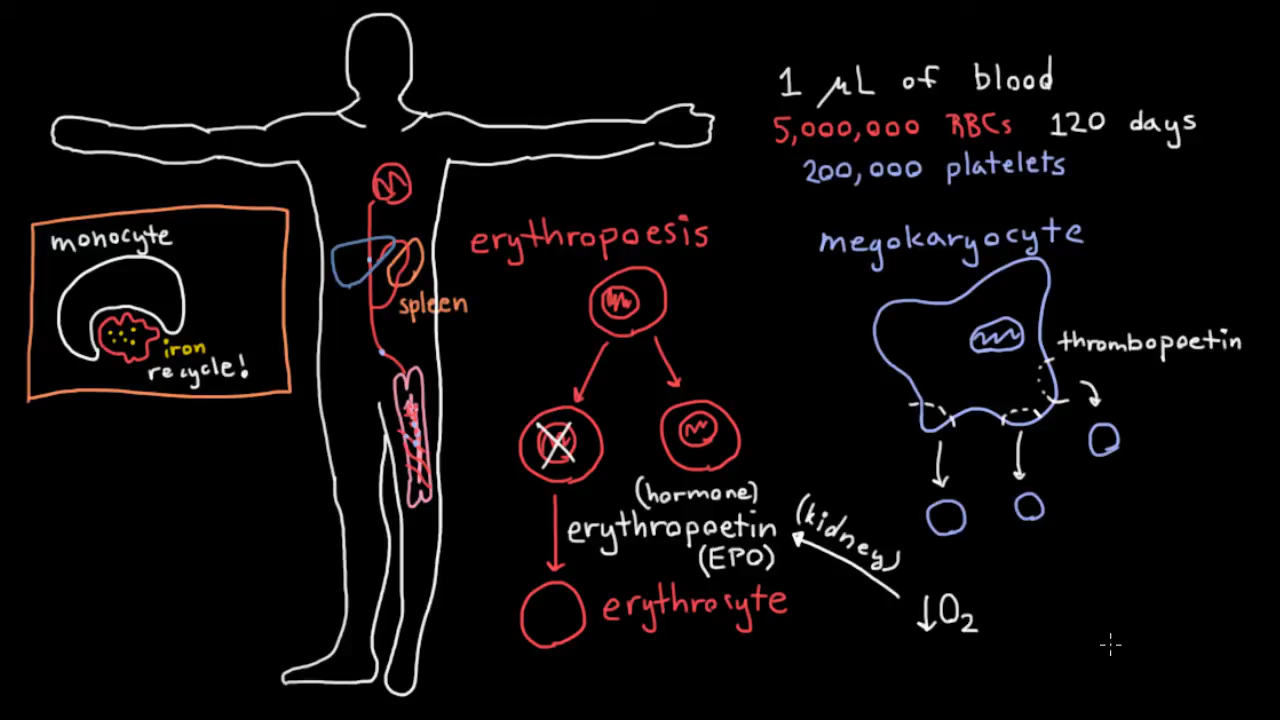 1 μL of blood
5,000,000 RBCs 120 days
200,000 platelets
monocyte
iron
recycle!
spleen
erythropoesis
(hormone)
erythropoetin
(EPO)
erythrocyte
(kidney)
↓O₂
megokaryocyte
thrombopoetin